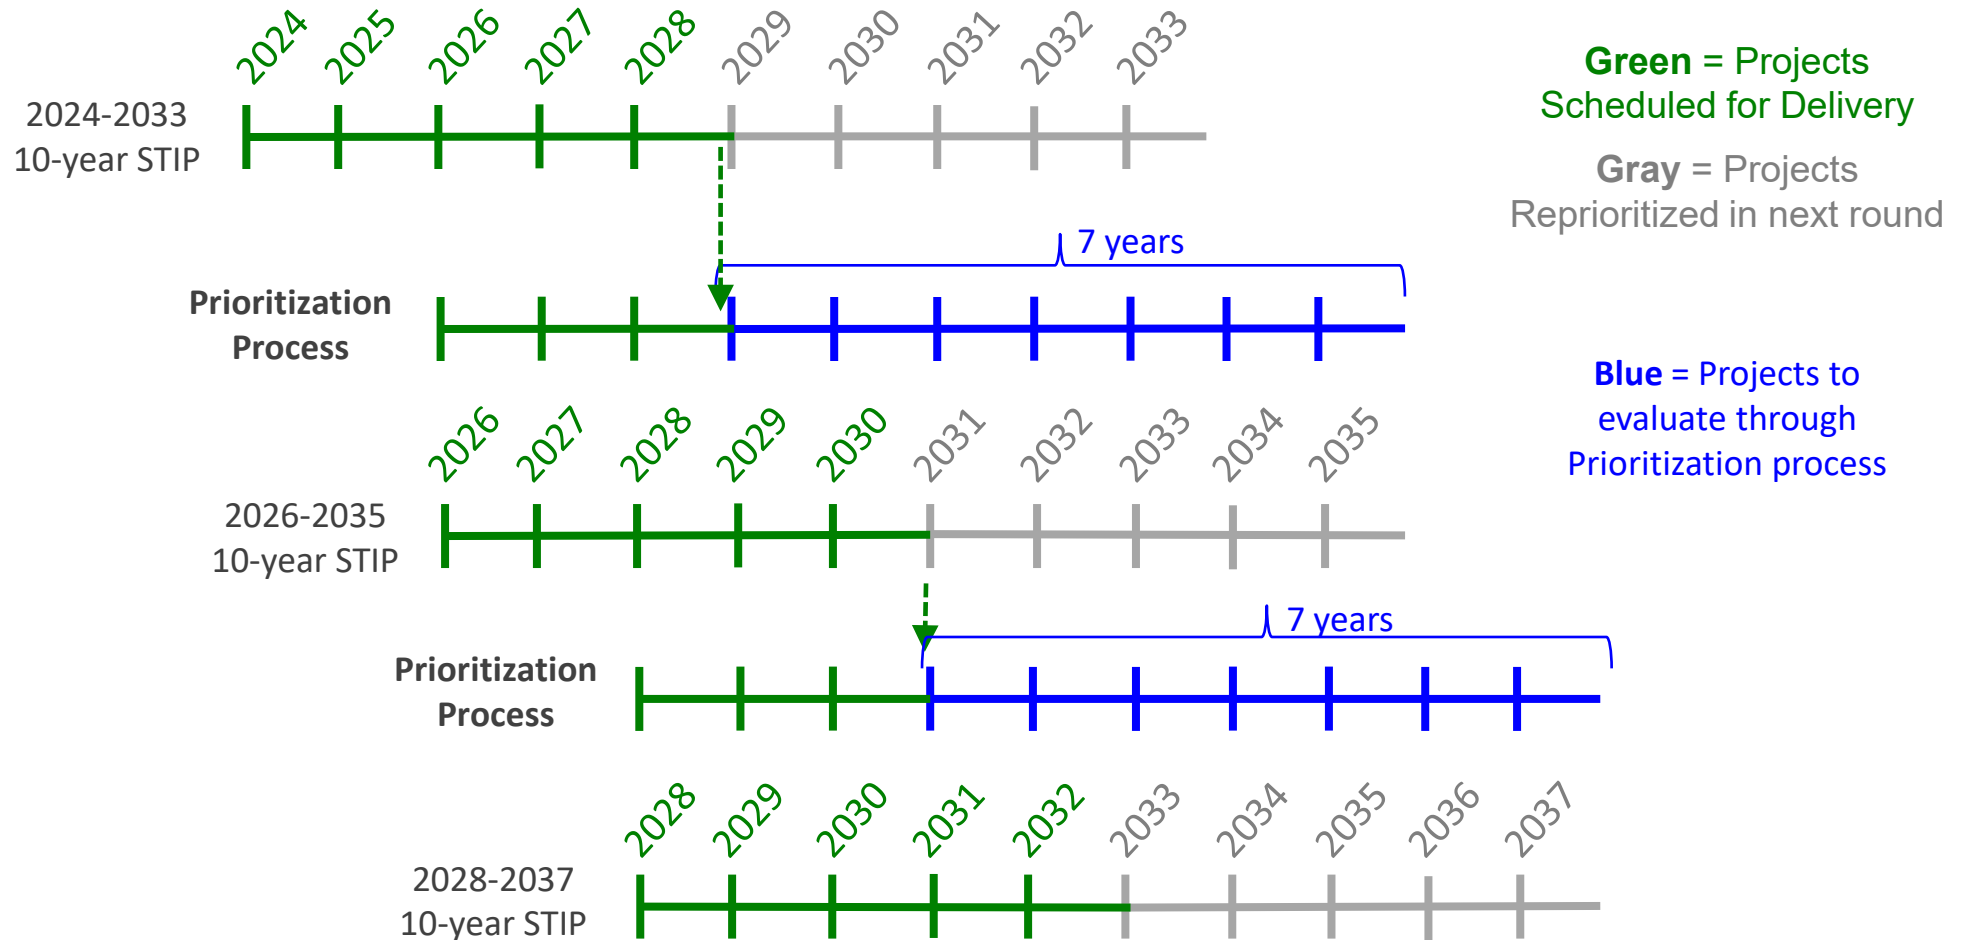 2024 2025 2026 2027 2028 2029 2030 2031 2032 2033
2024-2033
10-year STIP
Green = Projects
Scheduled for Delivery
Gray = Projects
Reprioritized in next round
7 years
Prioritization
Process
Blue = Projects to
evaluate through
Prioritization process
2026 2027 2028 2029 2030 2031 2032 2033 2034 2035
2026-2035
10-year STIP
7 years
Prioritization
Process
2028 2029 2030 2031 2032 2033 2034 2035 2036 2037
2028-2037
10-year STIP